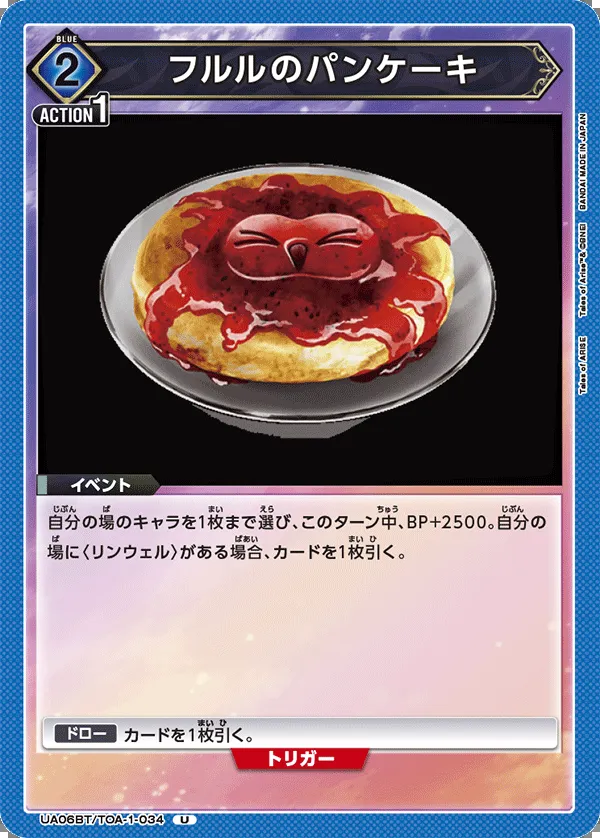 BLUE
2
フルルのパンケーキ
ACTION 1
Tales of ARISE Tales of Arise™& ©BNEI BANDAI MADE IN JAPAN
イベント
自分の場のキャラを1枚まで選び、このターン中、BP+2500。自分の
場に〈リンウェル〉がある場合、カードを1枚引く。
ドロー カードを1枚引く。
トリガー
UA06BT/TOA-1-034 U